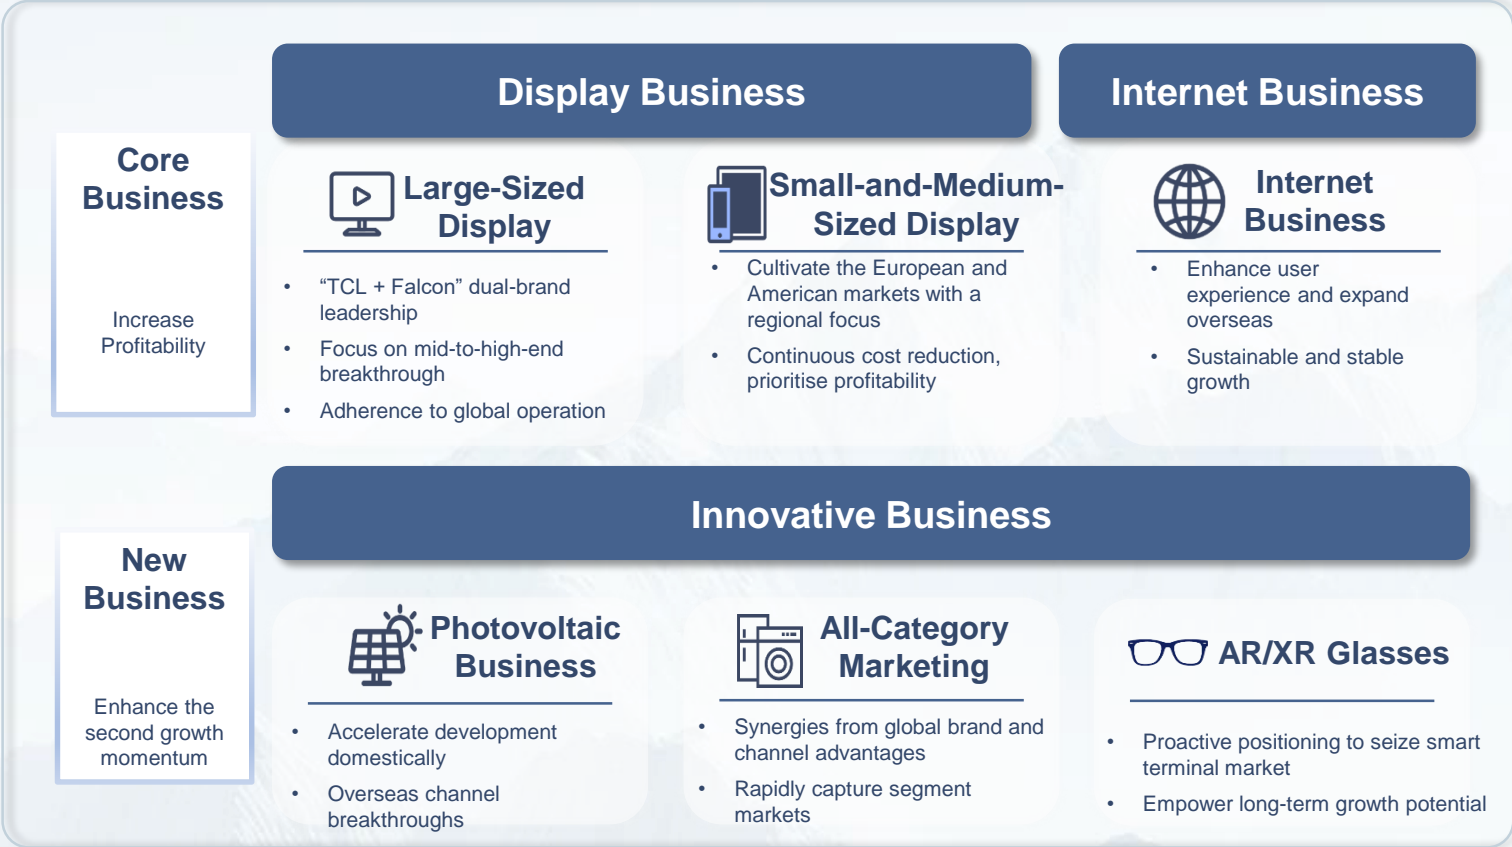 Display Business
Internet Business
Core
Business
Increase
Profitability
Large-Sized
Display
• “TCL + Falcon” dual-brand
leadership
• Focus on mid-to-high-end
breakthrough
• Adherence to global operation
Small-and-Medium-
Sized Display
• Cultivate the European and
American markets with a
regional focus
• Continuous cost reduction,
prioritise profitability
Internet
Business
• Enhance user
experience and expand
overseas
• Sustainable and stable
growth
Innovative Business
New
Business
Enhance the
second growth
momentum
Photovoltaic
Business
• Accelerate development
domestically
• Overseas channel
breakthroughs
All-Category
Marketing
• Synergies from global brand and
channel advantages
• Rapidly capture segment
markets
AR/XR Glasses
• Proactive positioning to seize smart
terminal market
• Empower long-term growth potential